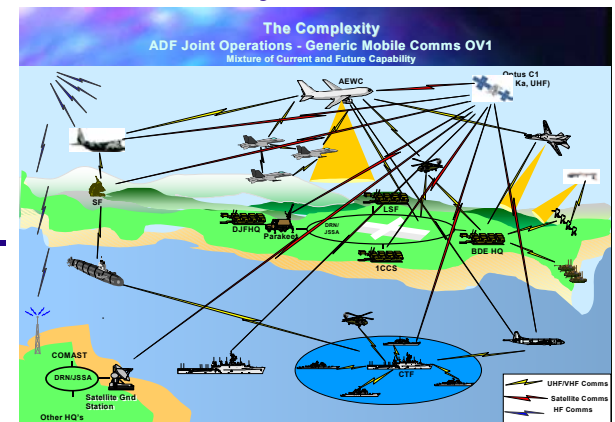 The Complexity
ADF Joint Operations - Generic Mobile Comms OV1
Mixture of Current and Future Capability
AEWC
Optus C1
Ka, UHF)
SF
LSF
DJFHQ
Parakeet
DRN/
JSSA
BDE HQ
1CCS
COMAST
DRN/JSSA
Satellite Gnd
Station
Other HQ's
CTF
UHF/VHF Comms
Satellite Comms
HF Comms